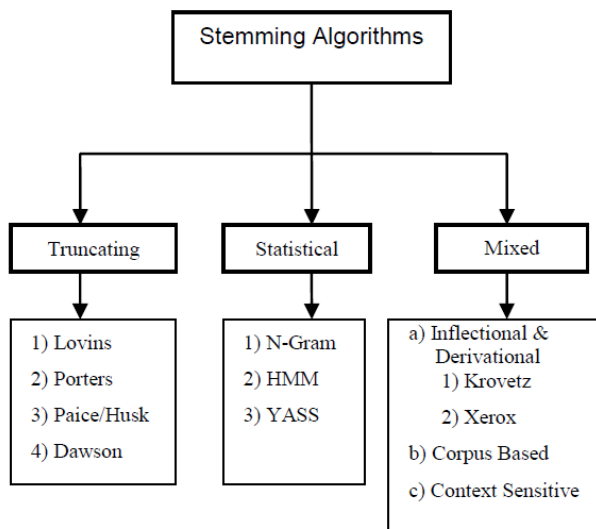 Stemming Algorithms
Truncating
Statistical
Mixed
1) Lovins
2) Porters
3) Paice/Husk
4) Dawson
1) N-Gram
2) HMM
3) YASS
a) Inflectional &
Derivational
1) Krovetz
2) Xerox
b) Corpus Based
c) Context Sensitive